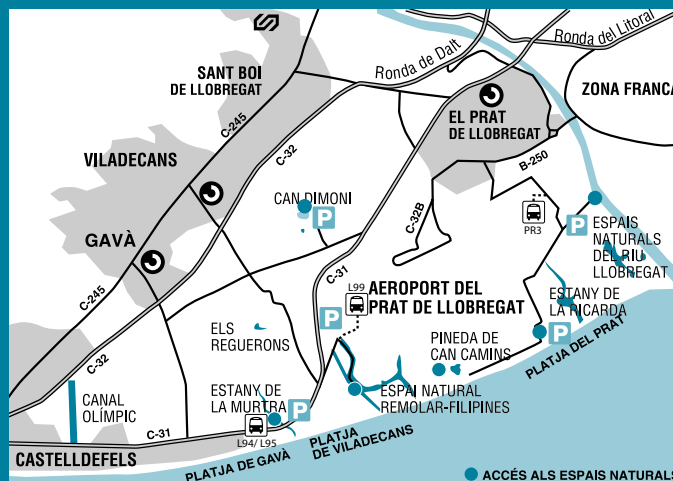 Ronda de Dalt
Ronda del Litoral
SANT BOI
DE LLOBREGAT
ZONA FRANCA
EL PRAT
DE LLOBREGAT
C-245
VILADECANS
C-32
B-250
CAN DIMONI
P
C-32B
PR3
P
ESPAIS
NATURALS
DEL RIU
LLOBREGAT
GAVÀ
C-31
L99
AEROPORT DEL
PRAT DE LLOBREGAT
C-245
P
ESTANY DE
LA RICARDA
ELS
REGUERONS
PINEDA DE
CAN CAMINS
P
PLATJA DEL PRAT
C-32
CANAL
OLÍMPIC
ESTANY DE
LA MURTRA
P
ESPAI NATURAL
REMOLAR-FILIPINES
C-31
L94/ L95
PLATJA
DE VILADECANS
CASTELLDEFELS
PLATJA DE GAVÀ
ACCÉS ALS ESPAIS NATURALS